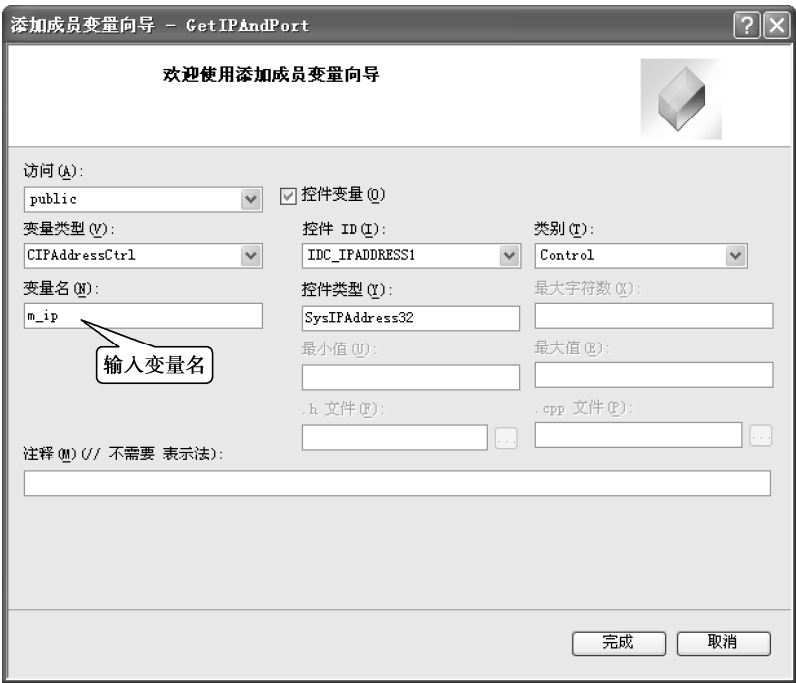 添加成员变量向导 - GetIPAndPort
欢迎使用添加成员变量向导
访问(A):
public
控件变量(O)
变量类型(V):
控件 ID(I):
类别(T):
CIPAddressCtrl
IDC_IPADDRESS1
Control
变量名(N):
控件类型(Y):
最大字符数(X):
m_ip
SysIPAddress32
输入变量名
最小值(U):
最大值(E):
.h 文件(F):
.cpp 文件(P):
...
...
注释(M)(// 不需要 表示法):
完成
取消